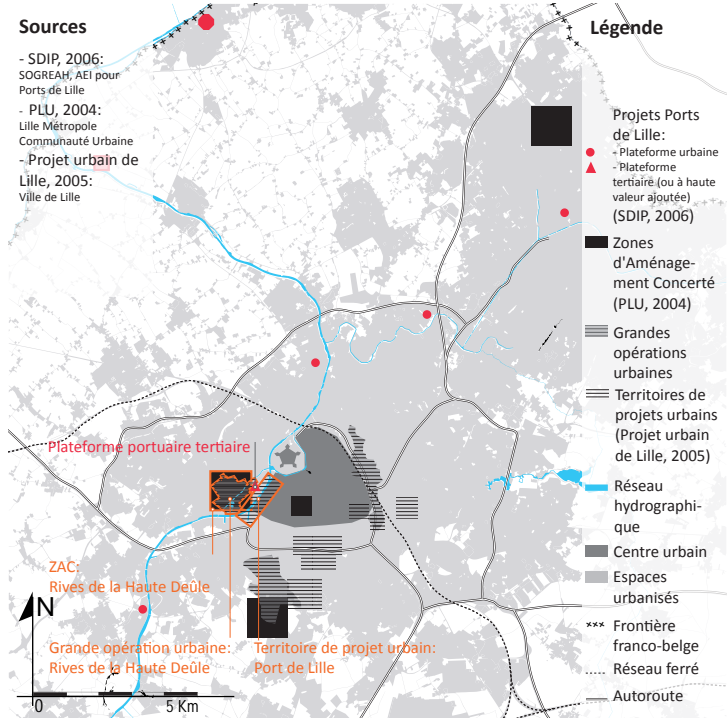 Sources
- SDIP, 2006:
SOGREAH, AEI pour
Ports de Lille
- PLU, 2004:
Lille Métropole
Communauté Urbaine
- Projet urbain de
Lille, 2005:
Ville de Lille
Légende
Projets Ports
de Lille:
- Plateforme urbaine
- Plateforme
tertiaire (ou à haute
valeur ajoutée)
(SDIP, 2006)
Zones
d'Aménage-
ment Concerté
(PLU, 2004)
Grandes
opérations
urbaines
Territoires de
projets urbains
(Projet urbain
de Lille, 2005)
Réseau
hydrographi-
que
Centre urbain
Espaces
urbanisés
Frontière
franco-belge
Réseau ferré
Autoroute
Plateforme portuaire tertiaire
ZAC:
Rives de la Haute Deûle
Grande opération urbaine:
Rives de la Haute Deûle
Territoire de projet urbain:
Port de Lille
N
0 5 Km